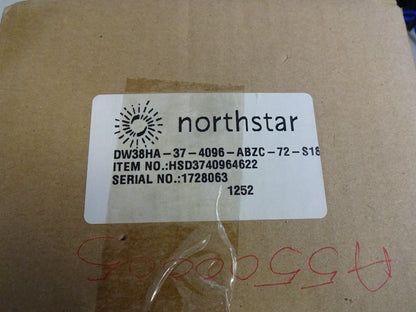 northstar
DW38HA-37-4096-ABZC-72-S18
ITEM NO.:HSD3740964622
SERIAL NO.:1728063
1252